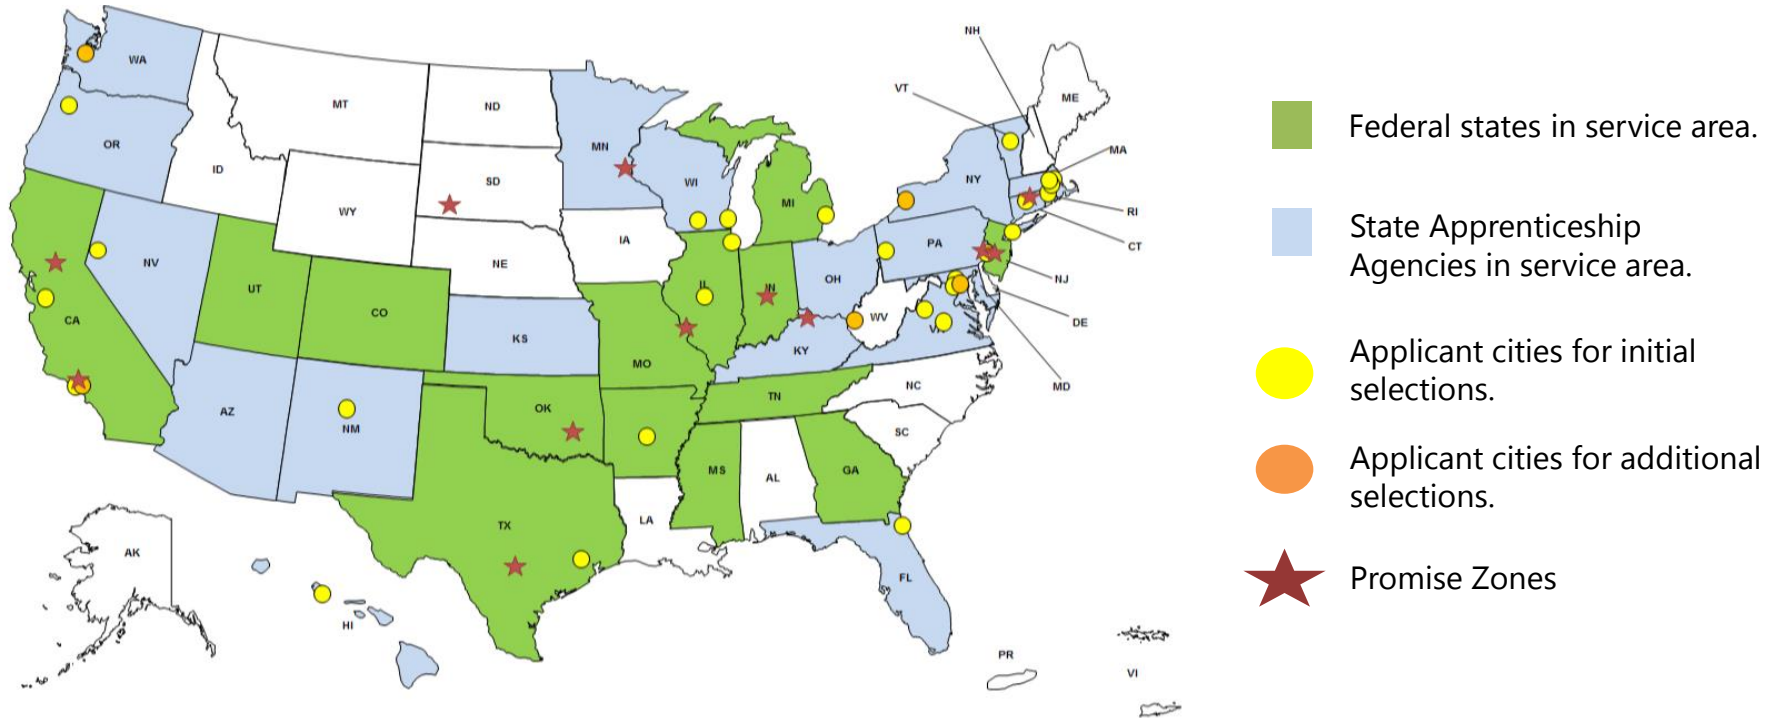 NH
WA
VT
ME
MT
ND
OR
MN
MA
ID
SD
WI
NY
MI
WY
RI
IA
PA
CT
NV
NE
OH
NJ
UT
IL
IN
CO
WV
DE
CA
KS
VA
KY
MO
MD
NC
AZ
TN
OK
NM
SC
MS
GA
AL
TX
LA
AK
FL
HI
PR
VI
Federal states in service area.
State Apprenticeship
Agencies in service area.
Applicant cities for initial
selections.
Applicant cities for additional
selections.
Promise Zones